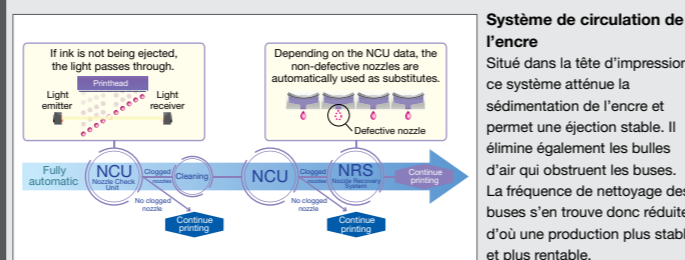 If ink is not being ejected,
the light passes through.
Printhead
Light
emitter
Light
receiver
Depending on the NCU data, the
non-defective nozzles are
automatically used as substitutes.
Defective nozzle
Fully
automatic
NCU
Nozzle Check
Unit
Clogged
nozzles
Cleaning
No clogged
nozzle
Continue
printing
NCU
Clogged
nozzles
NRS
Nozzle Recovery
System
No clogged
nozzle
Continue
printing
Continue
printing
Système de circulation de
l'encre
Situé dans la tête d'impression
ce système atténue la
sédimentation de l'encre et
permet une éjection stable. Il
élimine également les bulles
d'air qui obstruent les buses.
La fréquence de nettoyage des
buses s'en trouve donc réduite
d'où une production plus stabl
et plus rentable.